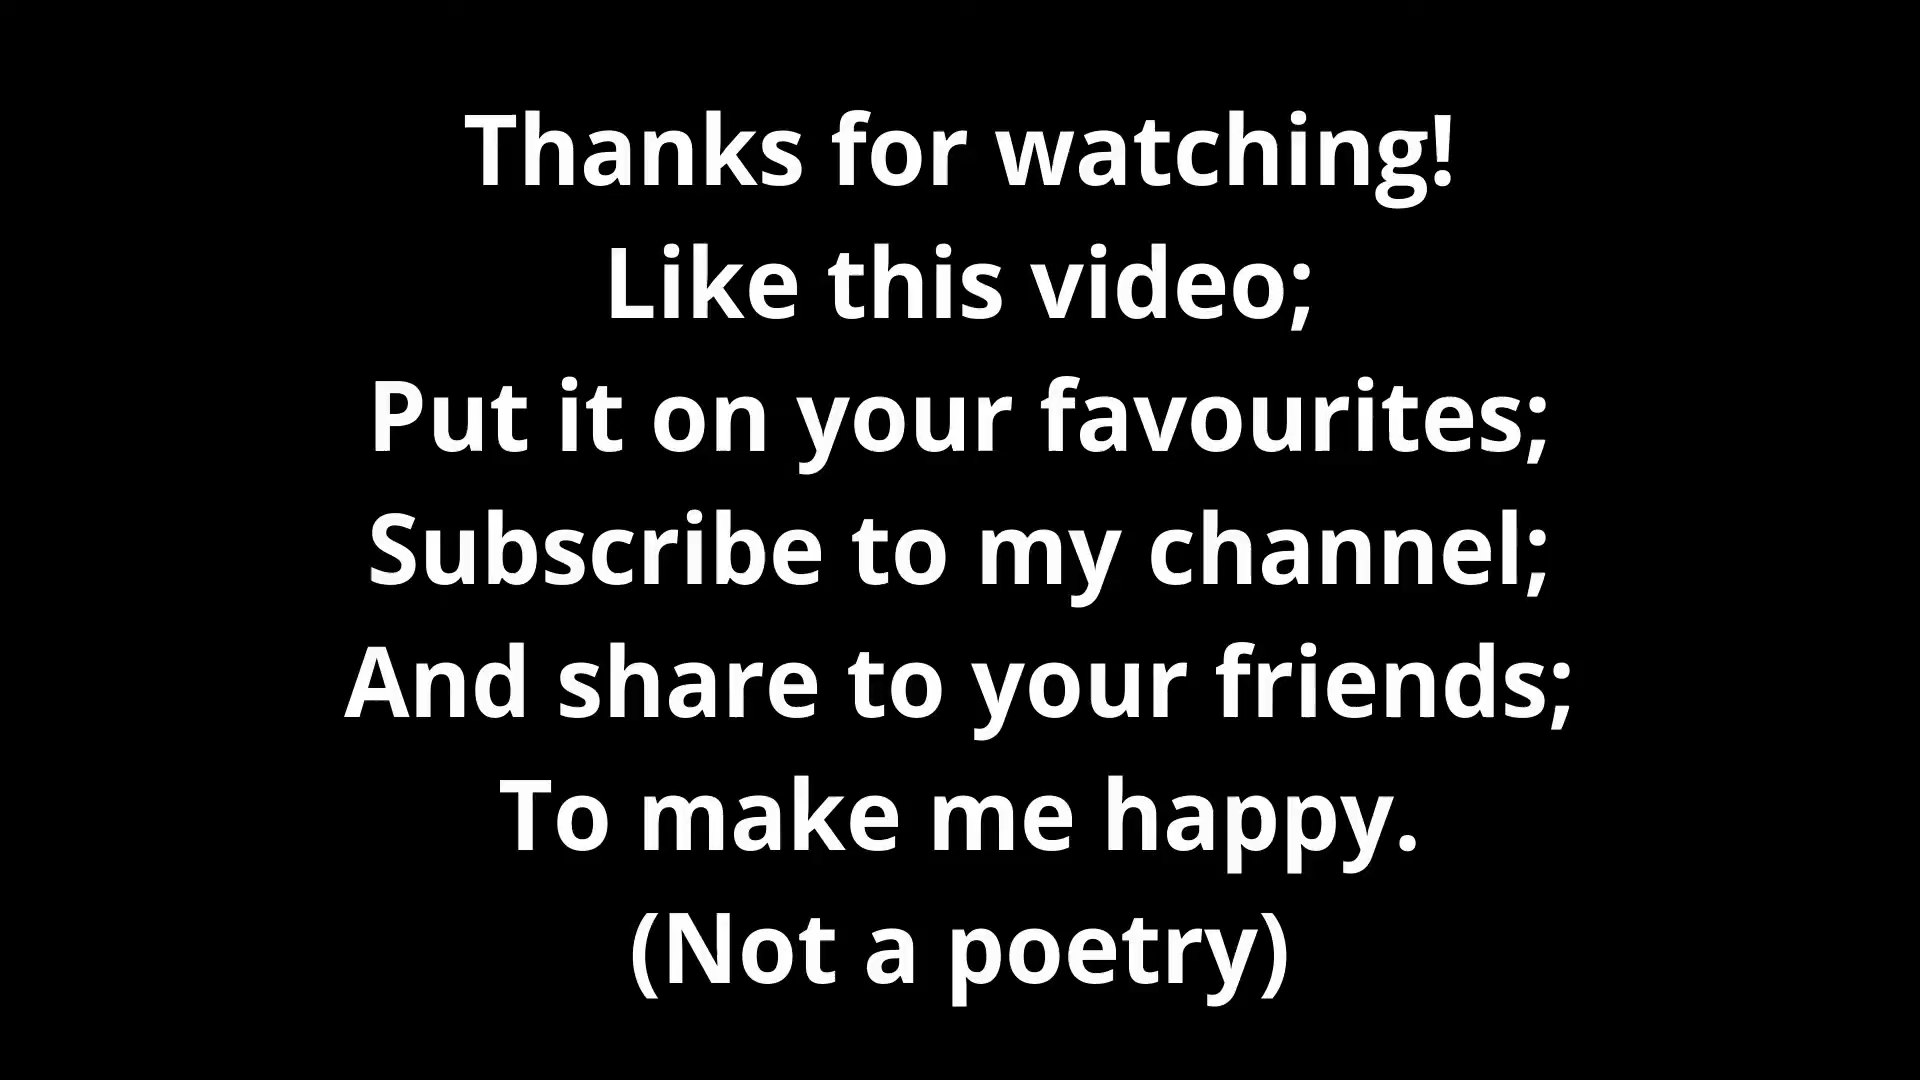 Thanks for watching!
Like this video;
Put it on your favourites;
Subscribe to my channel;
And share to your friends;
To make me happy.
(Not a poetry)